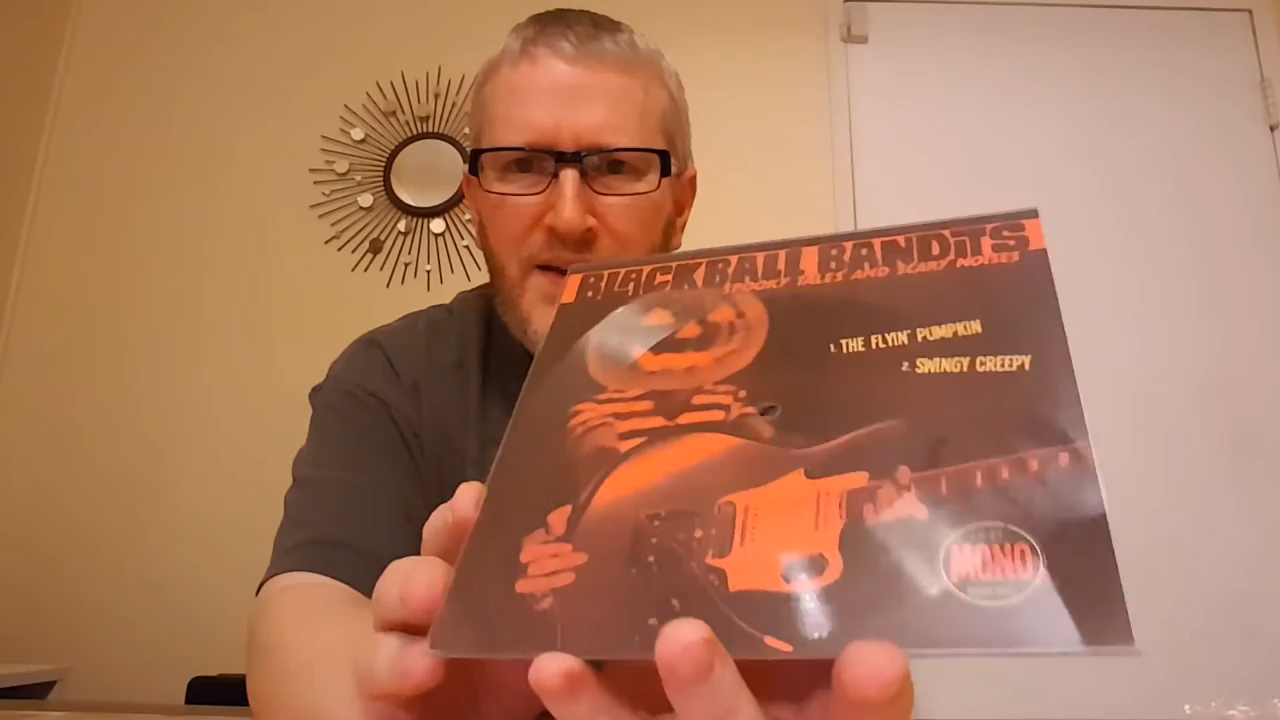 BLACKBALL BANDITS
SPOOKY TALES AND SCARY NOISES
1. THE FLYIN' PUMPKIN
2. SWINGY CREEPY
MONO